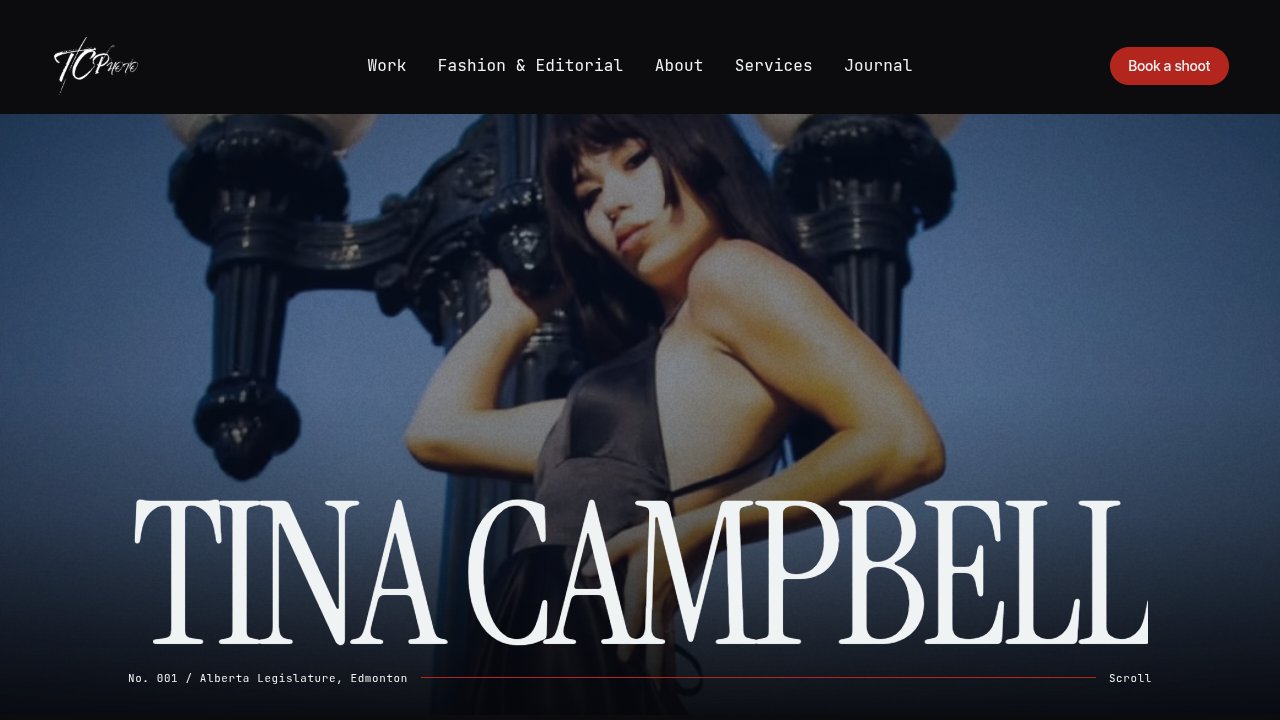 TCPhoto
Work Fashion & Editorial About Services Journal
Book a shoot
TINA CAMPBELL
No. 001 / Alberta Legislature, Edmonton
Scroll